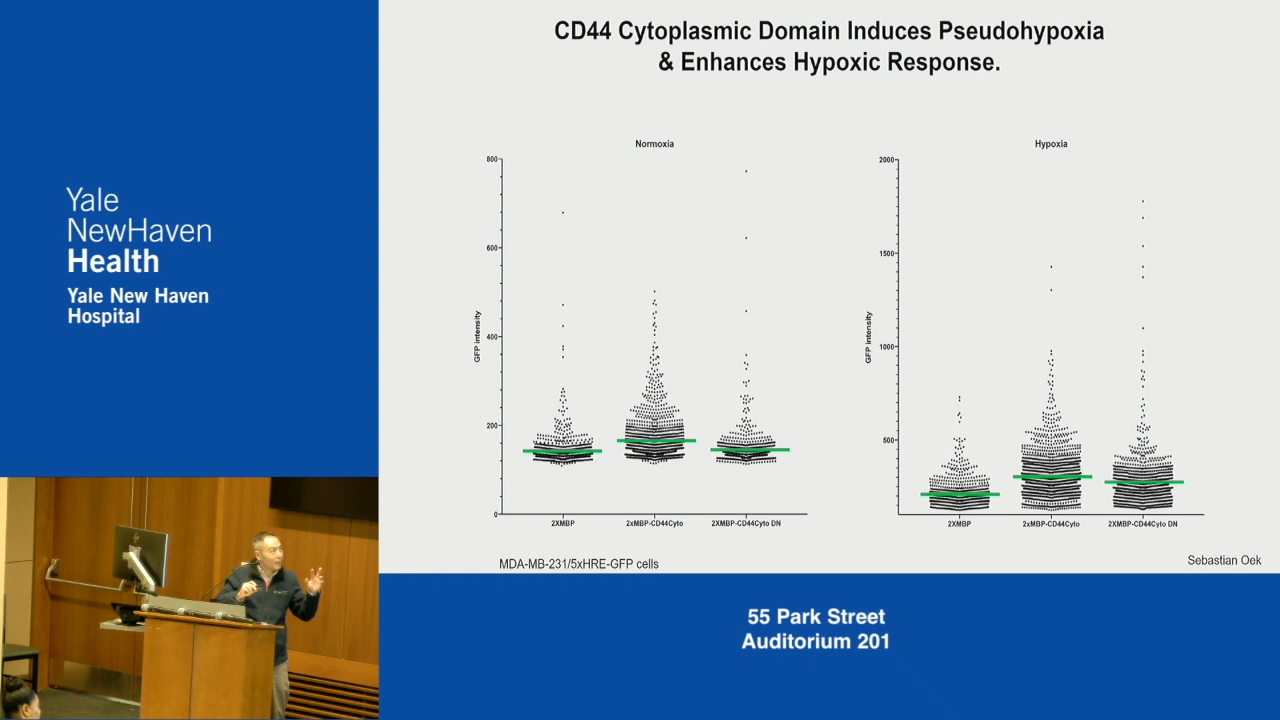 Yale
NewHaven
Health
Yale New Haven
Hospital
CD44 Cytoplasmic Domain Induces Pseudohypoxia
& Enhances Hypoxic Response.
Normoxia
800
600
400
200
0
GFP intensity
2XMBP
2xMBP-CD44Cyto
2XMBP-CD44Cyto DN
Hypoxia
2000
1500
1000
500
GFP intensity
2XMBP
2xMBP-CD44Cyto
2XMBP-CD44Cyto DN
MDA-MB-231/5xHRE-GFP cells
Sebastian Oek
55 Park Street
Auditorium 201